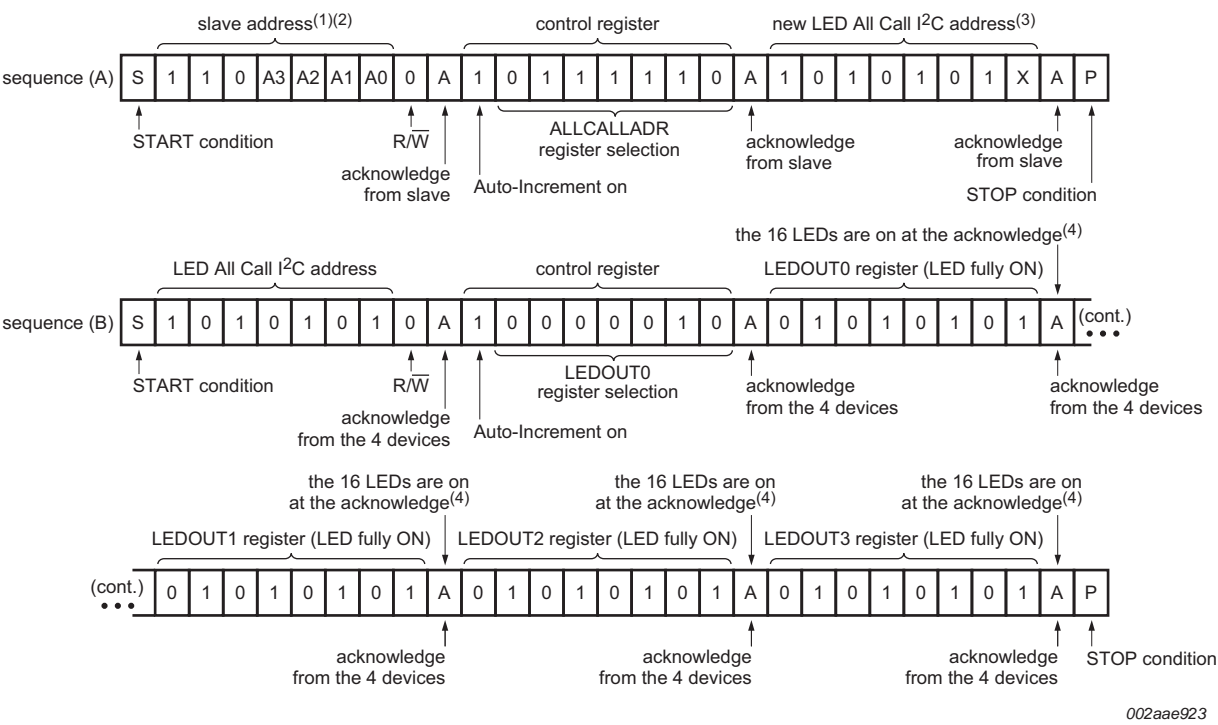 slave address(1)(2)
control register
new LED All Call I2C address(3)
sequence (A)
S 1 1 0 A3 A2 A1 A0 0 A 1 0 1 1 1 1 1 0 A 1 0 1 0 1 0 1 X A P
START condition
R/W
acknowledge
from slave
Auto-Increment on
ALLCALLADR
register selection
acknowledge
from slave
acknowledge
from slave
STOP condition
the 16 LEDs are on at the acknowledge(4)
LED All Call I2C address
control register
LEDOUT0 register (LED fully ON)
sequence (B)
S 1 0 1 0 1 0 1 0 A 1 0 0 0 0 0 1 0 A 0 1 0 1 0 1 0 1 A
(cont.)
START condition
R/W
acknowledge
from the 4 devices
Auto-Increment on
LEDOUT0
register selection
acknowledge
from the 4 devices
acknowledge
from the 4 devices
the 16 LEDs are on
at the acknowledge(4)
the 16 LEDs are on
at the acknowledge(4)
the 16 LEDs are on
at the acknowledge(4)
LEDOUT1 register (LED fully ON)
LEDOUT2 register (LED fully ON)
LEDOUT3 register (LED fully ON)
(cont.)
0 1 0 1 0 1 0 1 A 0 1 0 1 0 1 0 1 A 0 1 0 1 0 1 0 1 A P
acknowledge
from the 4 devices
acknowledge
from the 4 devices
acknowledge
from the 4 devices
STOP condition
002aae923